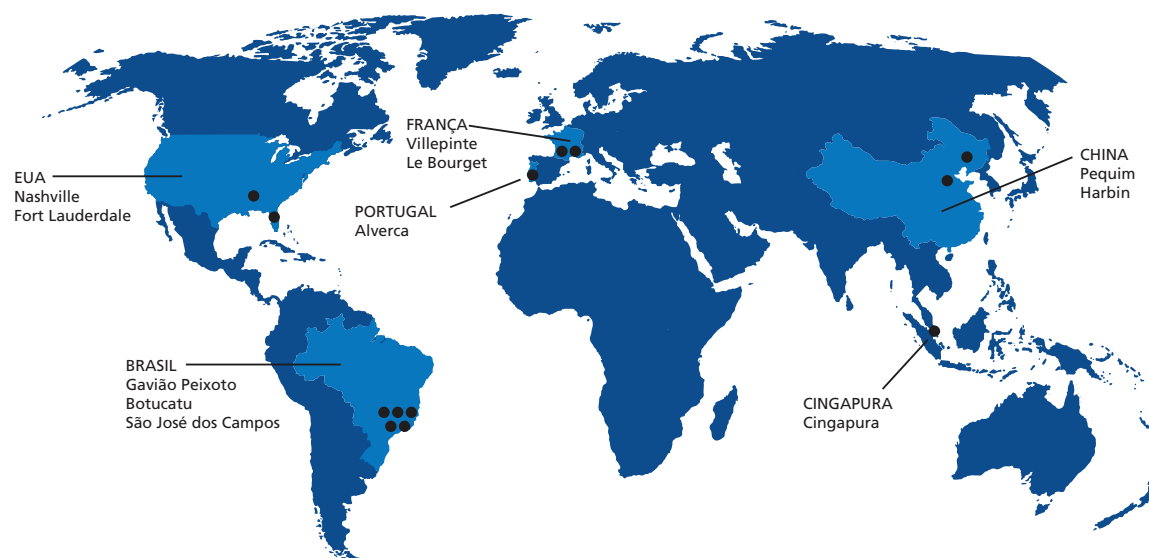 EUA
Nashville
Fort Lauderdale
FRANÇA
Villepinte
Le Bourget
PORTUGAL
Alverca
CHINA
Pequim
Harbin
BRASIL
Gavião Peixoto
Botucatu
São José dos Campos
CINGAPURA
Cingapura